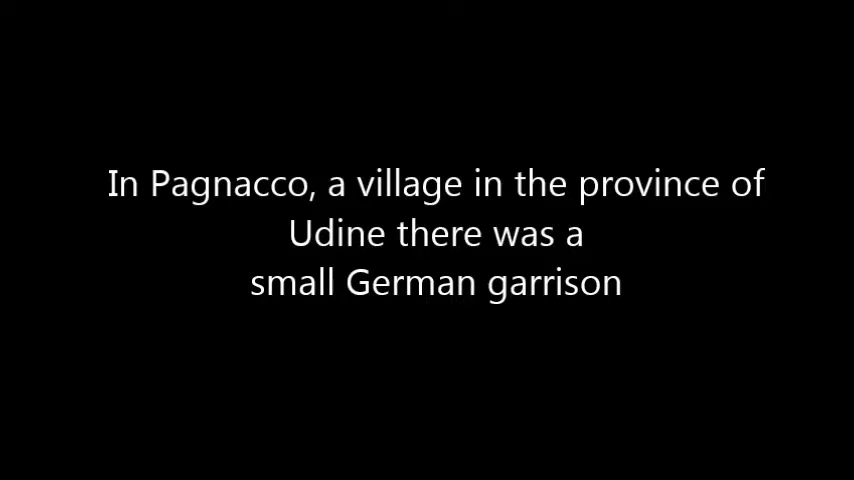 In Pagnacco, a village in the province of
Udine there was a
small German garrison